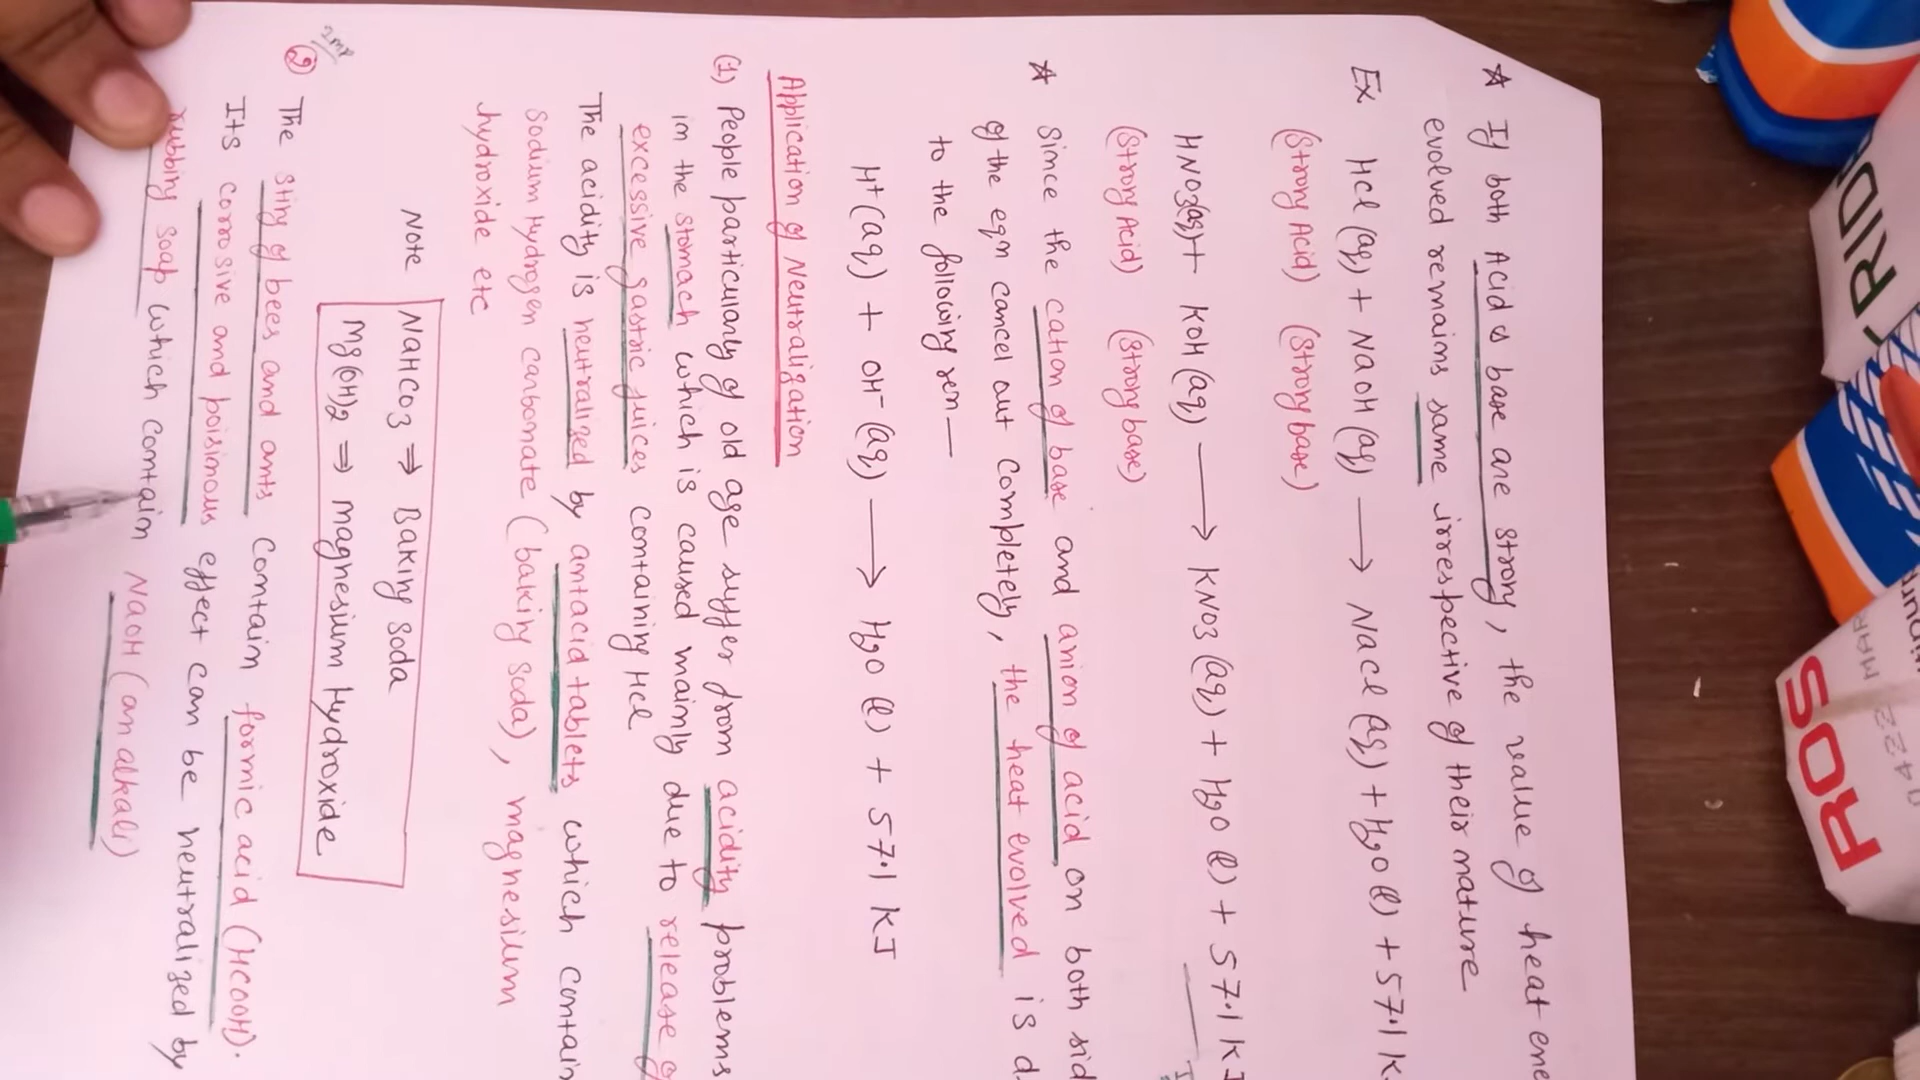 ☆ If both Acid & base are strong, the value of heat ene
evolved remains same irrespective of their mature
Ex HCl (aq) + NaOH (aq) ⟶ NaCl (aq) + H2O (l) + 57.1 K
(Strong Acid) (Strong base)
HNO3(aq) + KOH (aq) ⟶ KNO3 (aq) + H2O (l) + 57.1 KJ
(Strong Acid) (Strong base)
☆ Since the cation of base and anion of acid on both sid
of the eqn cancel out completely, the heat evolved is d
to the following rxn —
H+ (aq) + OH- (aq) ⟶ H2O (l) + 57.1 KJ
Application of Neutralization
(1) People particularly of old age suffer from acidity problems
in the stomach which is caused mainly due to release o
excessive gastric juices containing HCl
The acidity is neutralized by antacid tablets which contain
Sodium Hydrogen carbonate (baking soda), magnesium
hydroxide etc
Note NaHCO3 ⇒ Baking Soda
Mg(OH)2 ⇒ Magnesium Hydroxide
Imp
② The sting of bees and ants contain formic acid (HCOOH).
Its corrosive and poisinous effect can be neutralized by
rubbing soap which contain NaOH (an alkali)
ROS